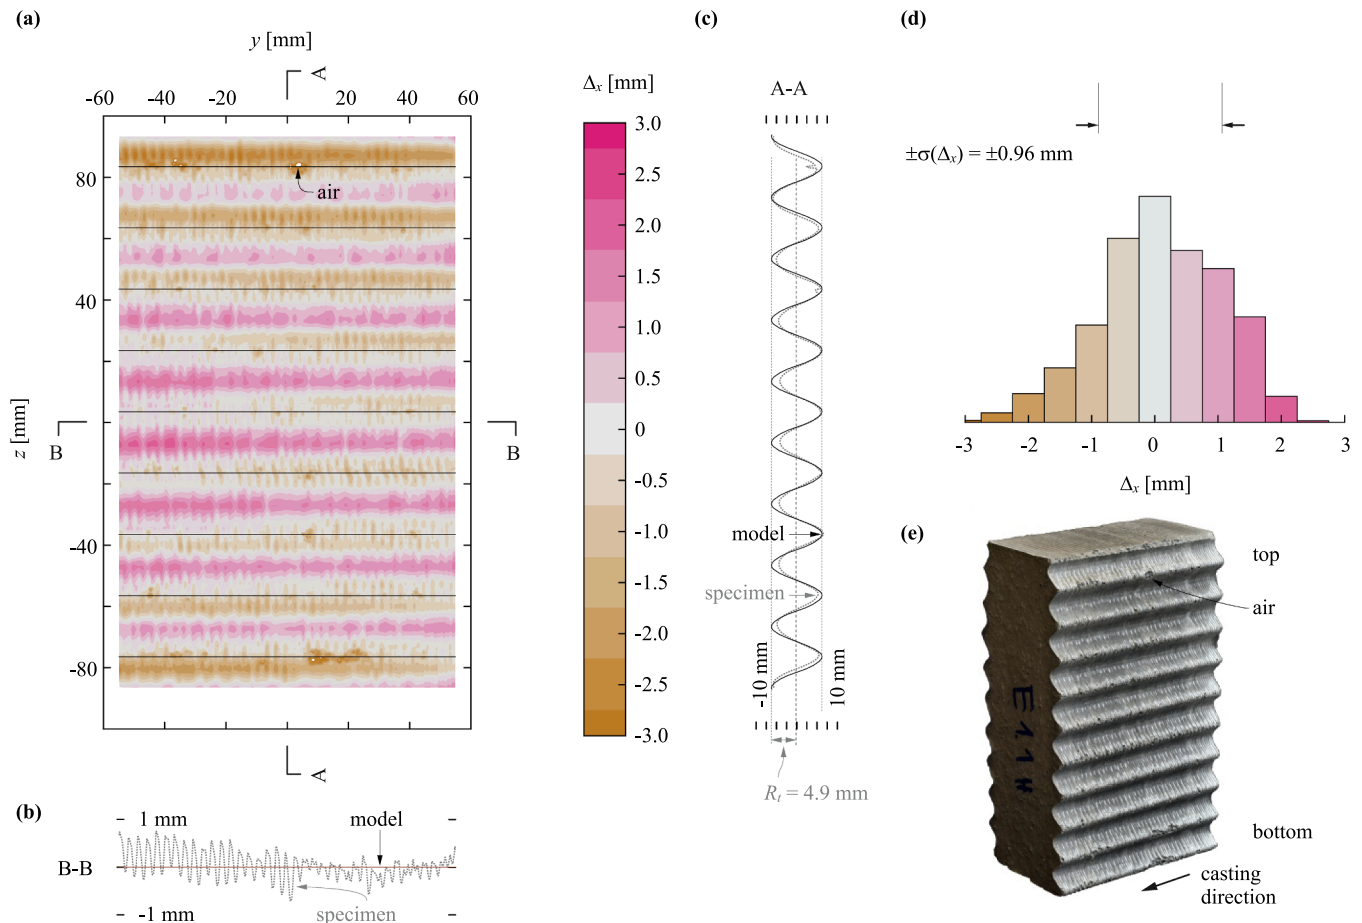 (a)
y [mm]
A
-60 -40 -20 0 20 40 60
80
40
0
-40
-80
z [mm]
air
B
B
A
Δx [mm]
3.0
2.5
2.0
1.5
1.0
0.5
0
-0.5
-1.0
-1.5
-2.0
-2.5
-3.0
(b)
1 mm
model
B-B
-1 mm
specimen
(c)
A-A
model
specimen
-10 mm
10 mm
Rt = 4.9 mm
(d)
±σ(Δx) = ±0.96 mm
-3 -2 -1 0 1 2 3
Δx [mm]
(e)
top
air
E11H
bottom
casting
direction